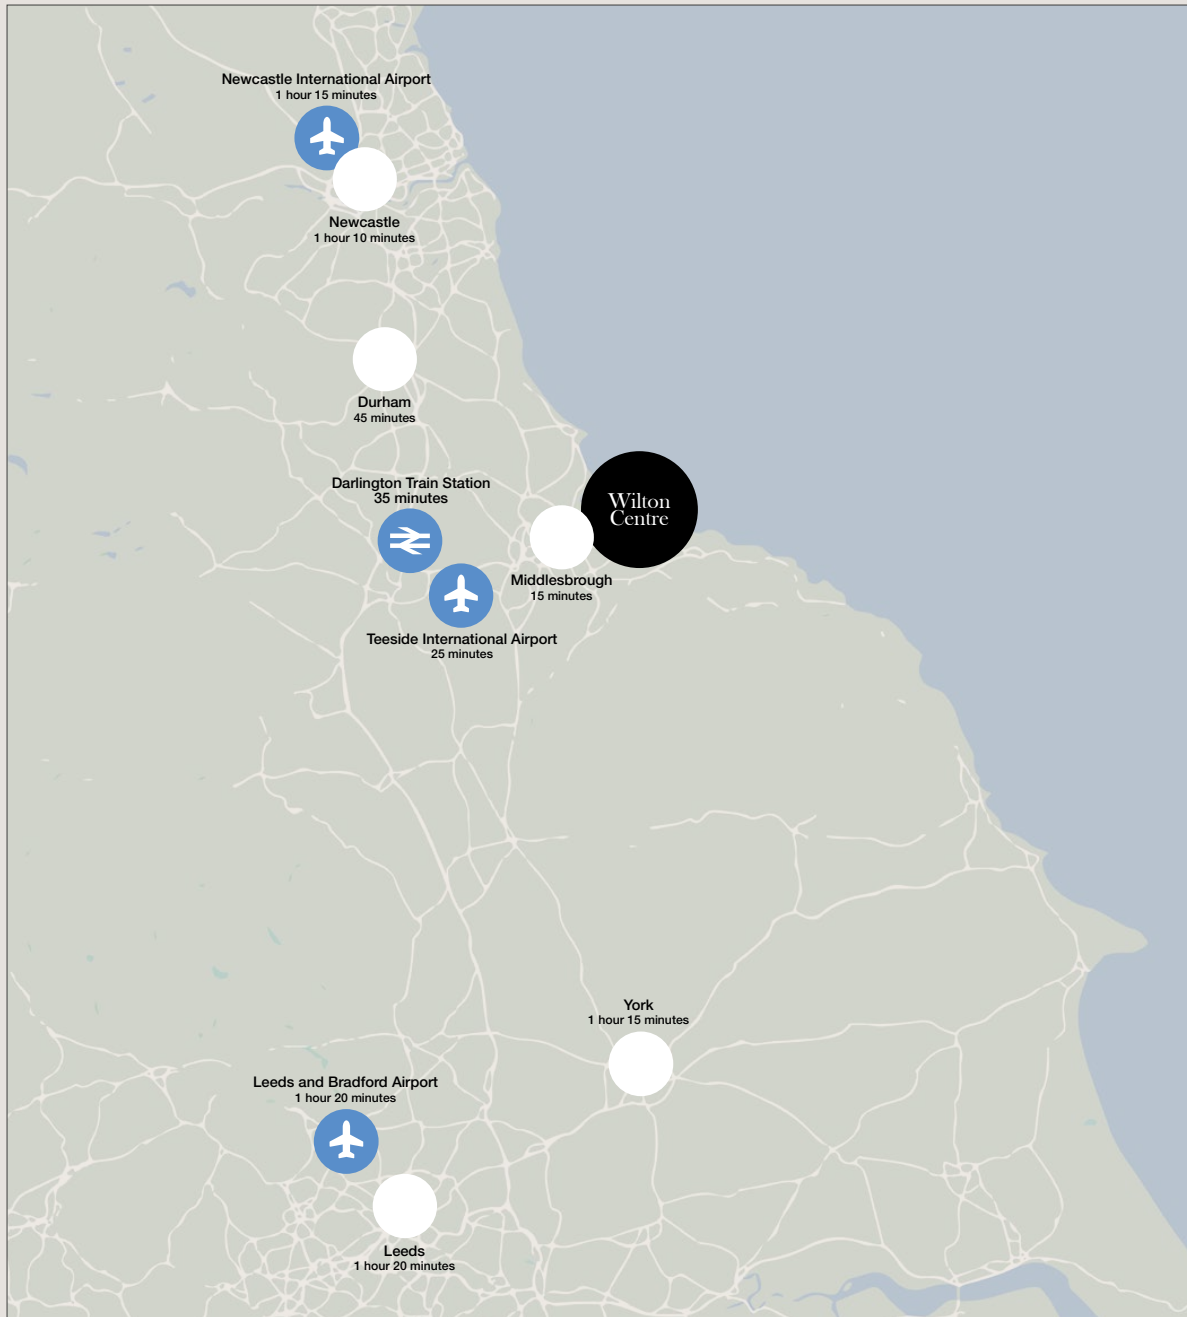 Newcastle International Airport
1 hour 15 minutes
Newcastle
1 hour 10 minutes
Durham
45 minutes
Darlington Train Station
35 minutes
Wilton
Centre
Middlesbrough
15 minutes
Teeside International Airport
25 minutes
York
1 hour 15 minutes
Leeds and Bradford Airport
1 hour 20 minutes
Leeds
1 hour 20 minutes